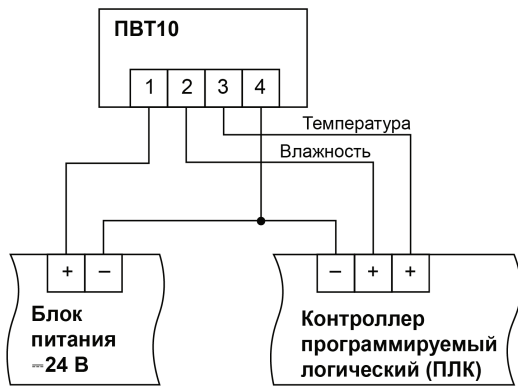 ПВТ10
1 2 3 4
Температура
Влажность
+ –
– + +
Блок
питания
⎓24 В
Контроллер
программируемый
логический (ПЛК)